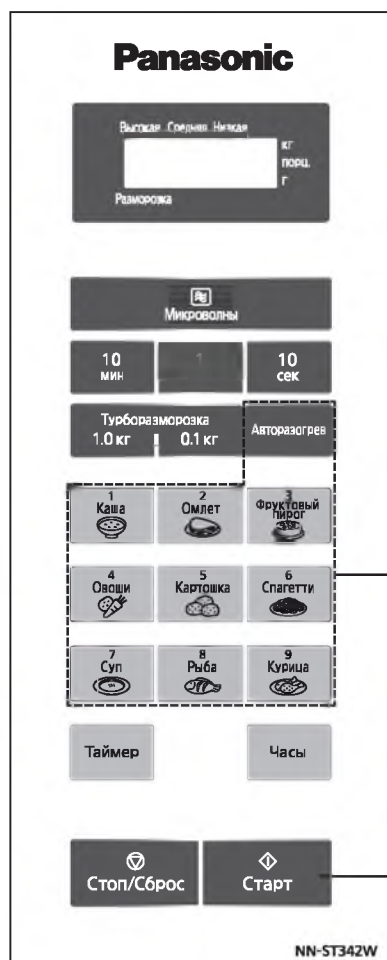 Panasonic
Высокая Средняя Низкая
кг
порц.
г
Разморозка
Микроволны
10 1 10
мин сек
Турборазморозка
1.0 кг 0.1 кг
Авторазогрев
1 2 3
Каша Омлет Фруктовый
пирог
4 5 6
Овощи Картошка Спагетти
7 8 9
Суп Рыба Курица
Таймер Часы
Стоп/Сброс Старт
NN-ST342W